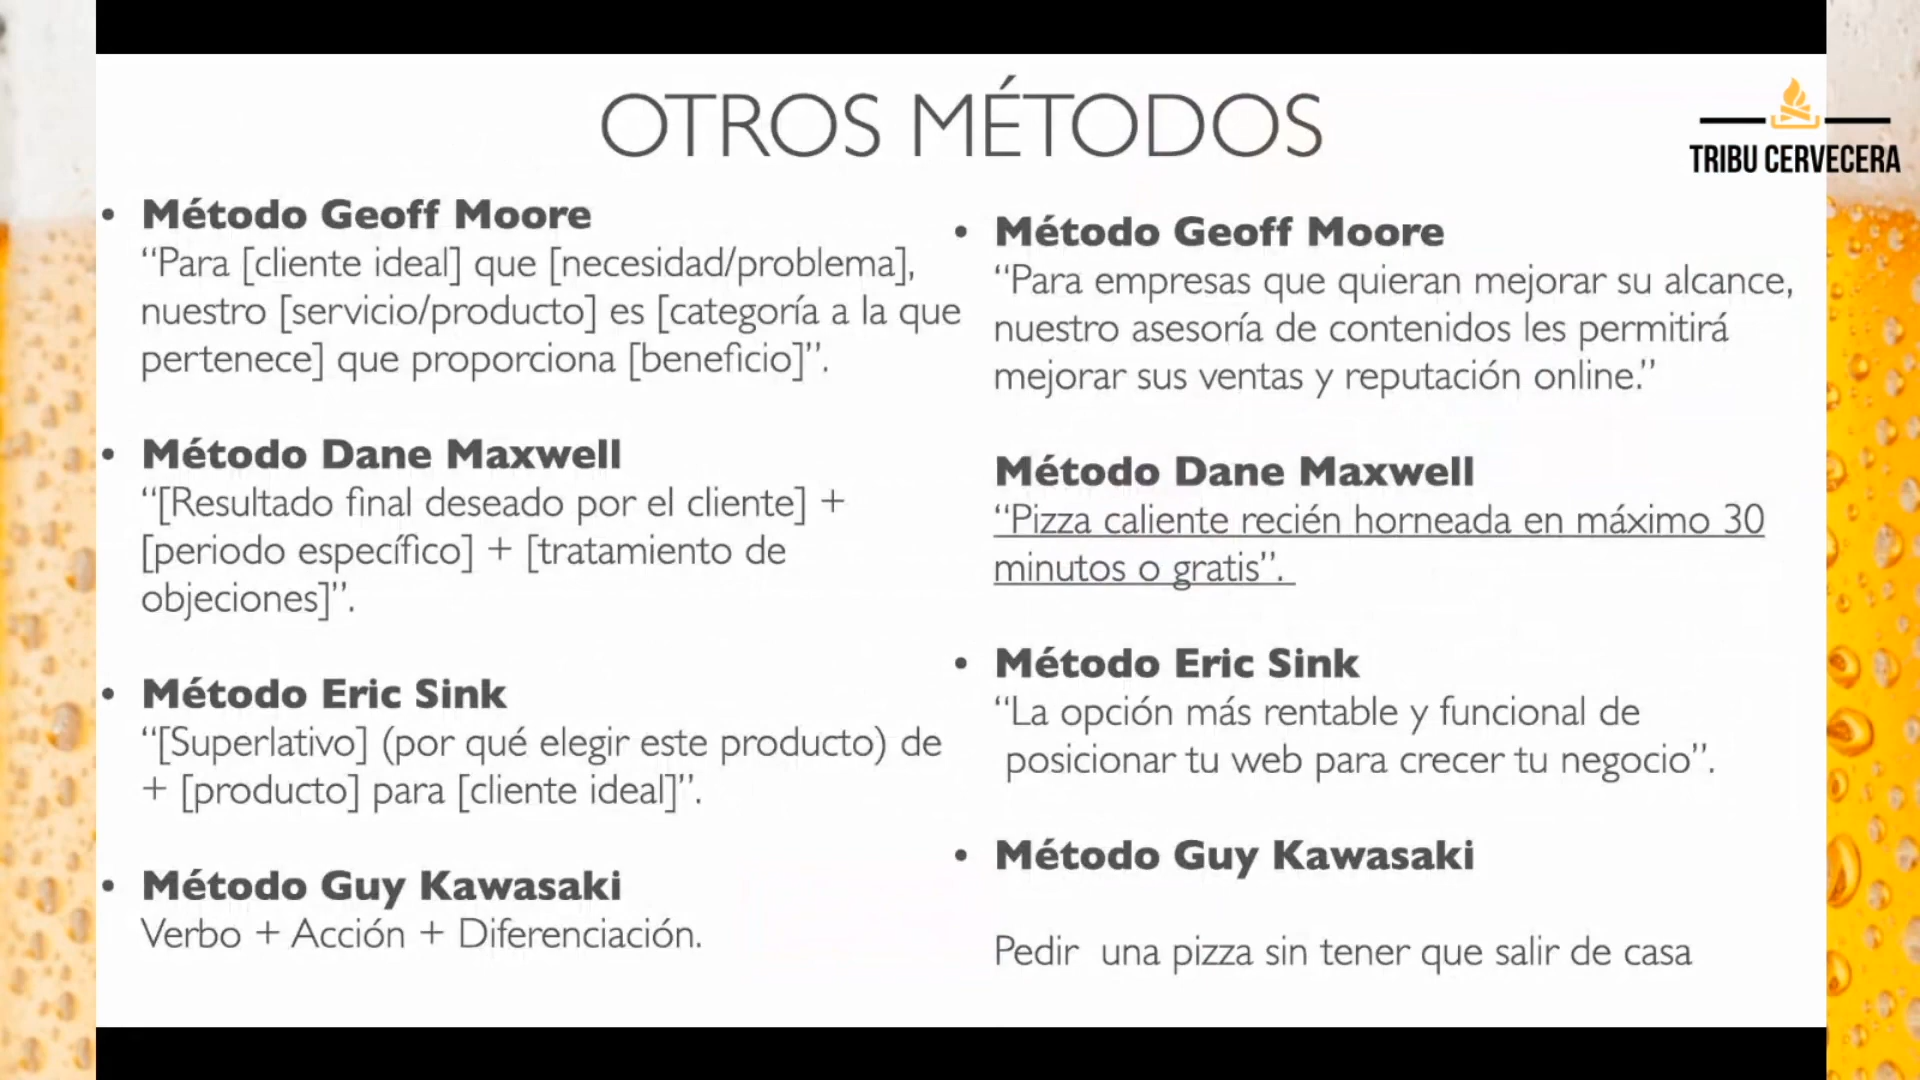 OTROS MÉTODOS
TRIBU CERVECERA
• Método Geoff Moore
“Para [cliente ideal] que [necesidad/problema],
nuestro [servicio/producto] es [categoría a la que
pertenece] que proporciona [beneficio]”.
• Método Dane Maxwell
“[Resultado final deseado por el cliente] +
[periodo específico] + [tratamiento de
objeciones]”.
• Método Eric Sink
“[Superlativo] (por qué elegir este producto) de
+ [producto] para [cliente ideal]”.
• Método Guy Kawasaki
Verbo + Acción + Diferenciación.
• Método Geoff Moore
“Para empresas que quieran mejorar su alcance,
nuestro asesoría de contenidos les permitirá
mejorar sus ventas y reputación online.”
Método Dane Maxwell
“Pizza caliente recién horneada en máximo 30
minutos o gratis”.
• Método Eric Sink
“La opción más rentable y funcional de
posicionar tu web para crecer tu negocio”.
• Método Guy Kawasaki
Pedir una pizza sin tener que salir de casa